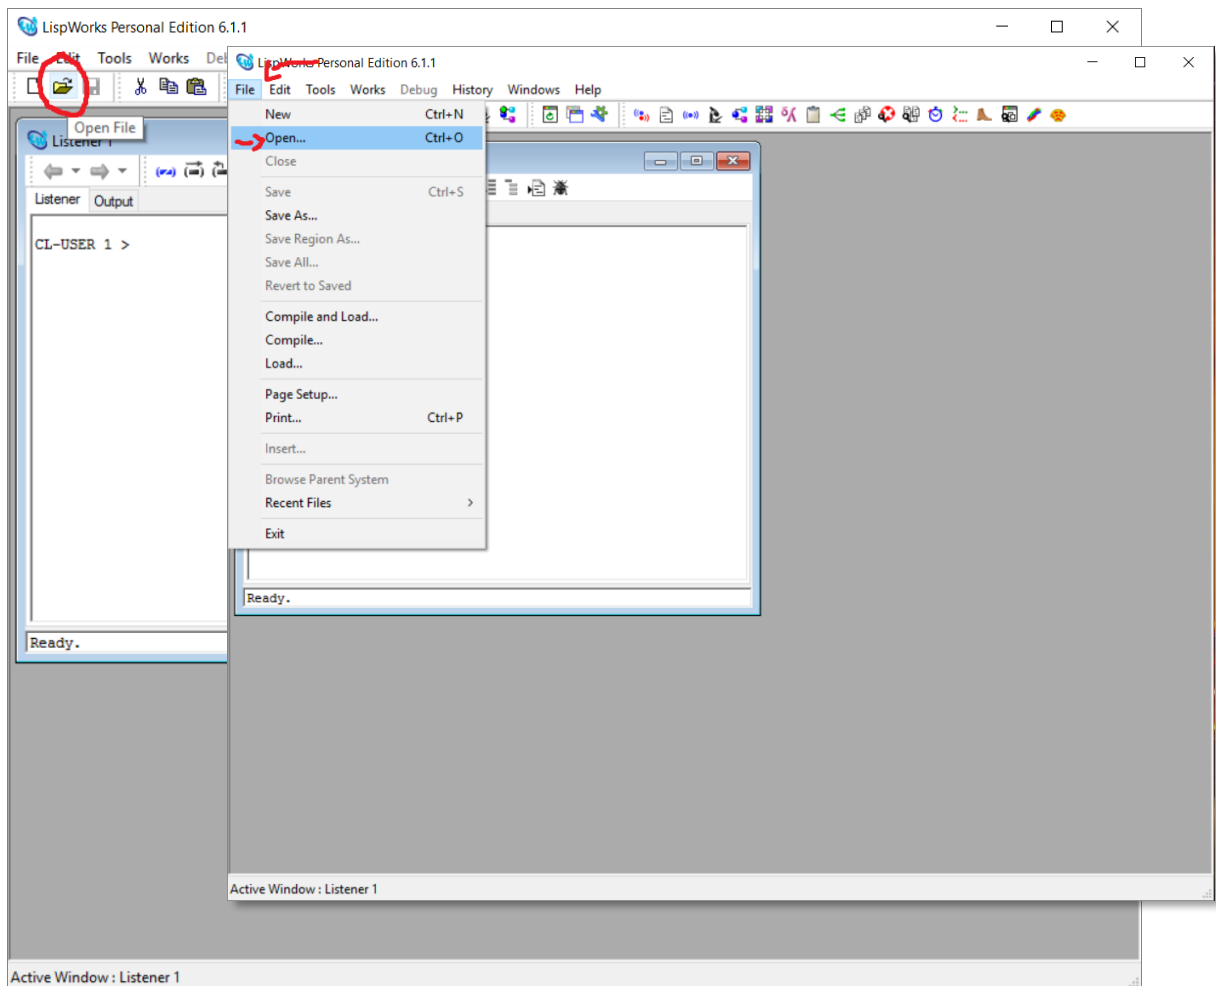 LispWorks Personal Edition 6.1.1
File Edit Tools Works
Open File
Listener 1
Listener Output
CL-USER 1 >
Ready.
Active Window : Listener 1
LispWorks Personal Edition 6.1.1
File Edit Tools Works Debug History Windows Help
New Ctrl+N
Open... Ctrl+O
Close
Save Ctrl+S
Save As...
Save Region As...
Save All...
Revert to Saved
Compile and Load...
Compile...
Load...
Page Setup...
Print... Ctrl+P
Insert...
Browse Parent System
Recent Files >
Exit
Ready.
Active Window : Listener 1